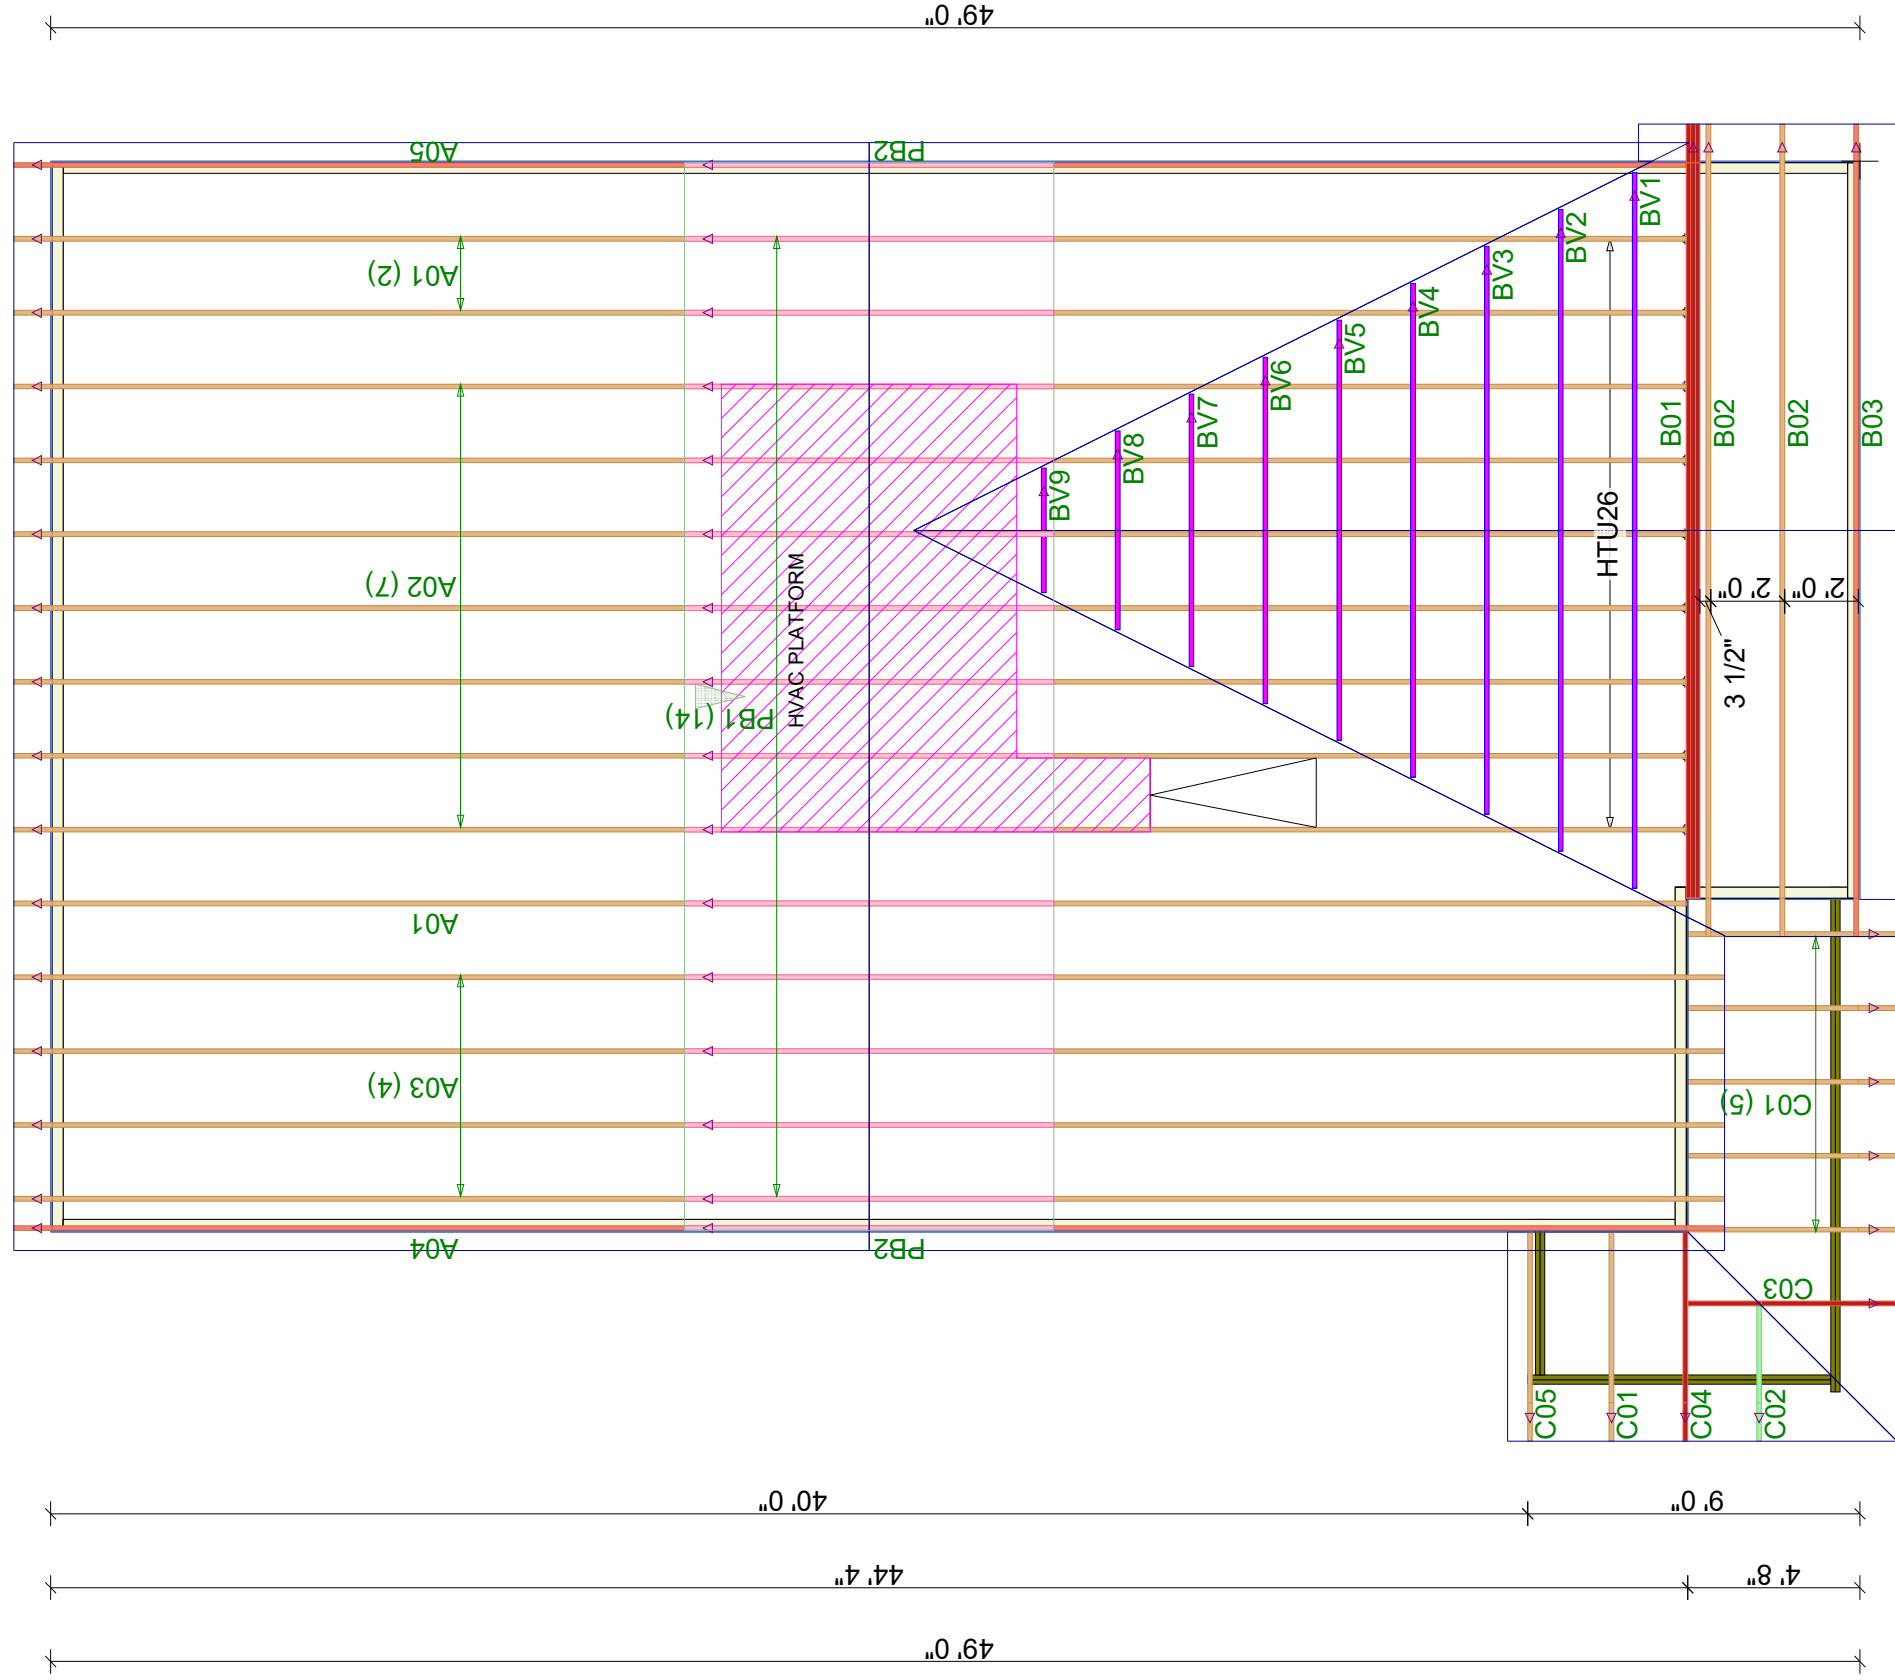 49' 0"
A05
PB2
A01 (2)
BV1
BV2
BV3
BV4
BV5
BV6
BV7
BV8
BV9
B01
B02
B02
B03
HTU26
A02 (7)
HVAC PLATFORM
2' 0"
2' 0"
3 1/2"
PB1 (14)
A01
A03 (4)
C01 (5)
A04
PB2
C03
C05
C01
C04
C02
40' 0"
9' 0"
44' 4"
4' 8"
49' 0"